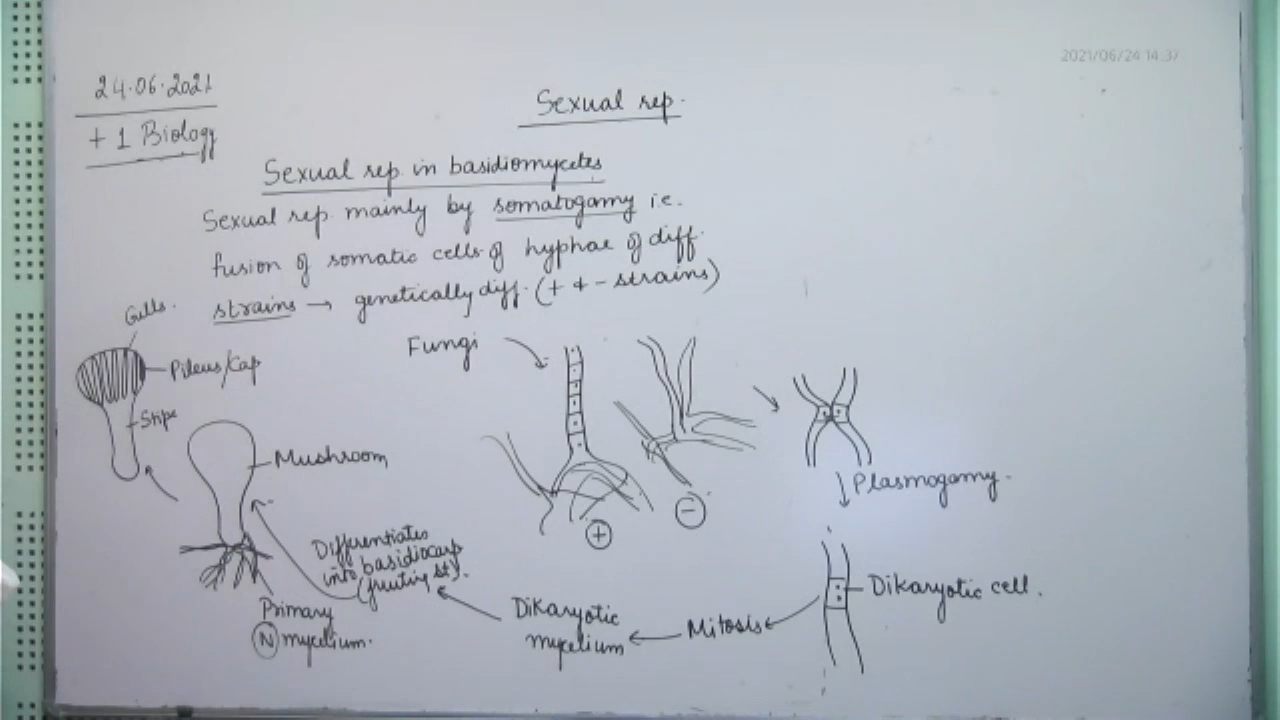 2021/06/24 14:37
24.06.2021
+ 1 Biology
Sexual rep.
Sexual rep. in basidiomycetes
Sexual rep. mainly by somatogamy i.e.
fusion of somatic cells of hyphae of diff.
strains → genetically diff. (+ & - strains)
Gills.
Pileus/Cap
Stipe
Mushroom
Fungi
+
-
Plasmogamy.
Dikaryotic cell.
Mitosis
Dikaryotic
mycelium
Differentiates
into basidiocarp
(fruiting st).
Primary
N mycelium.